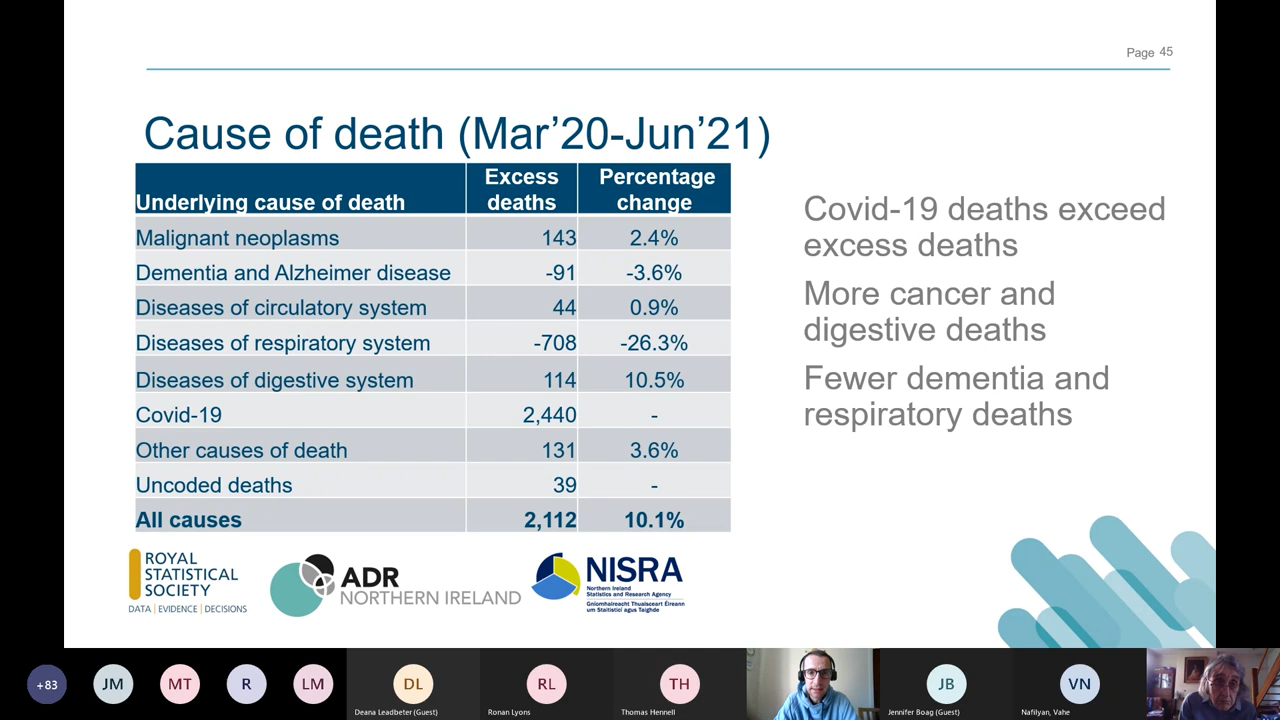 Page 45
Cause of death (Mar’20-Jun’21)
Underlying cause of death Excess deaths Percentage change
Malignant neoplasms 143 2.4%
Dementia and Alzheimer disease -91 -3.6%
Diseases of circulatory system 44 0.9%
Diseases of respiratory system -708 -26.3%
Diseases of digestive system 114 10.5%
Covid-19 2,440 -
Other causes of death 131 3.6%
Uncoded deaths 39 -
All causes 2,112 10.1%
Covid-19 deaths exceed
excess deaths
More cancer and
digestive deaths
Fewer dementia and
respiratory deaths
ROYAL
STATISTICAL
SOCIETY
DATA | EVIDENCE | DECISIONS
ADR
NORTHERN IRELAND
NISRA
Northern Ireland
Statistics and Research Agency
Gníomhaireacht Thuaisceart Éireann
um Staitisticí agus Taighde
+83
JM
MT
R
LM
DL
Deana Leadbeter (Guest)
RL
Ronan Lyons
TH
Thomas Hennell
JB
Jennifer Boag (Guest)
VN
Nafilyan, Vahe